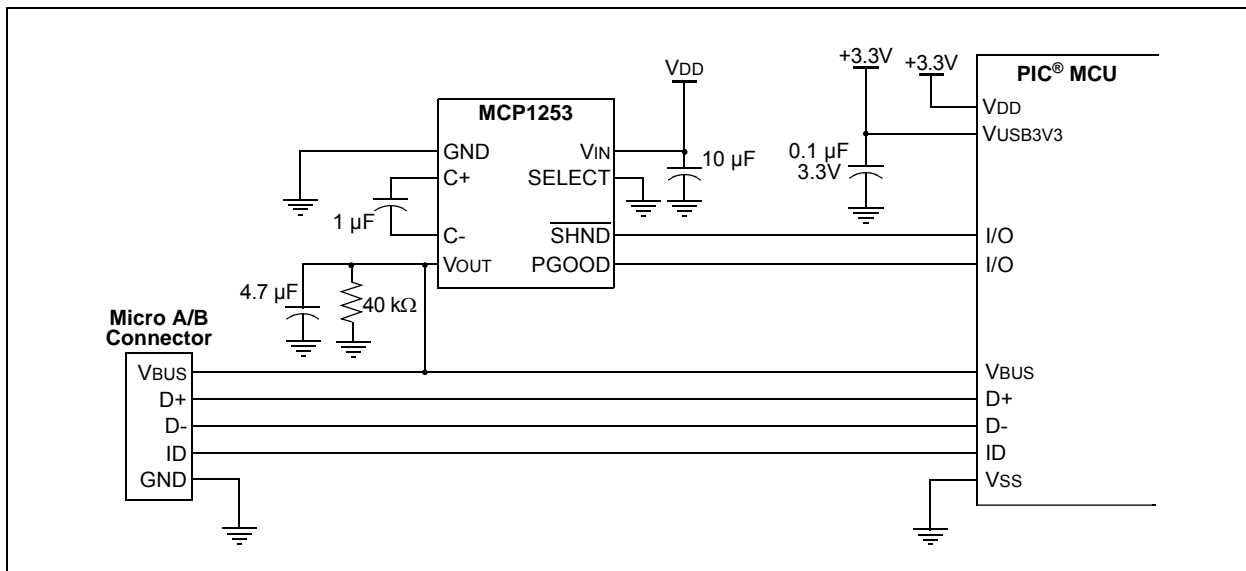 +3.3V
+3.3V
VDD
PIC® MCU
MCP1253
VDD
VUSB3V3
GND
VIN
10 µF
0.1 µF
3.3V
C+
SELECT
1 µF
C-
SHND
I/O
VOUT
PGOOD
I/O
4.7 µF
40 kΩ
Micro A/B
Connector
VBUS
VBUS
D+
D+
D-
D-
ID
ID
GND
VSS